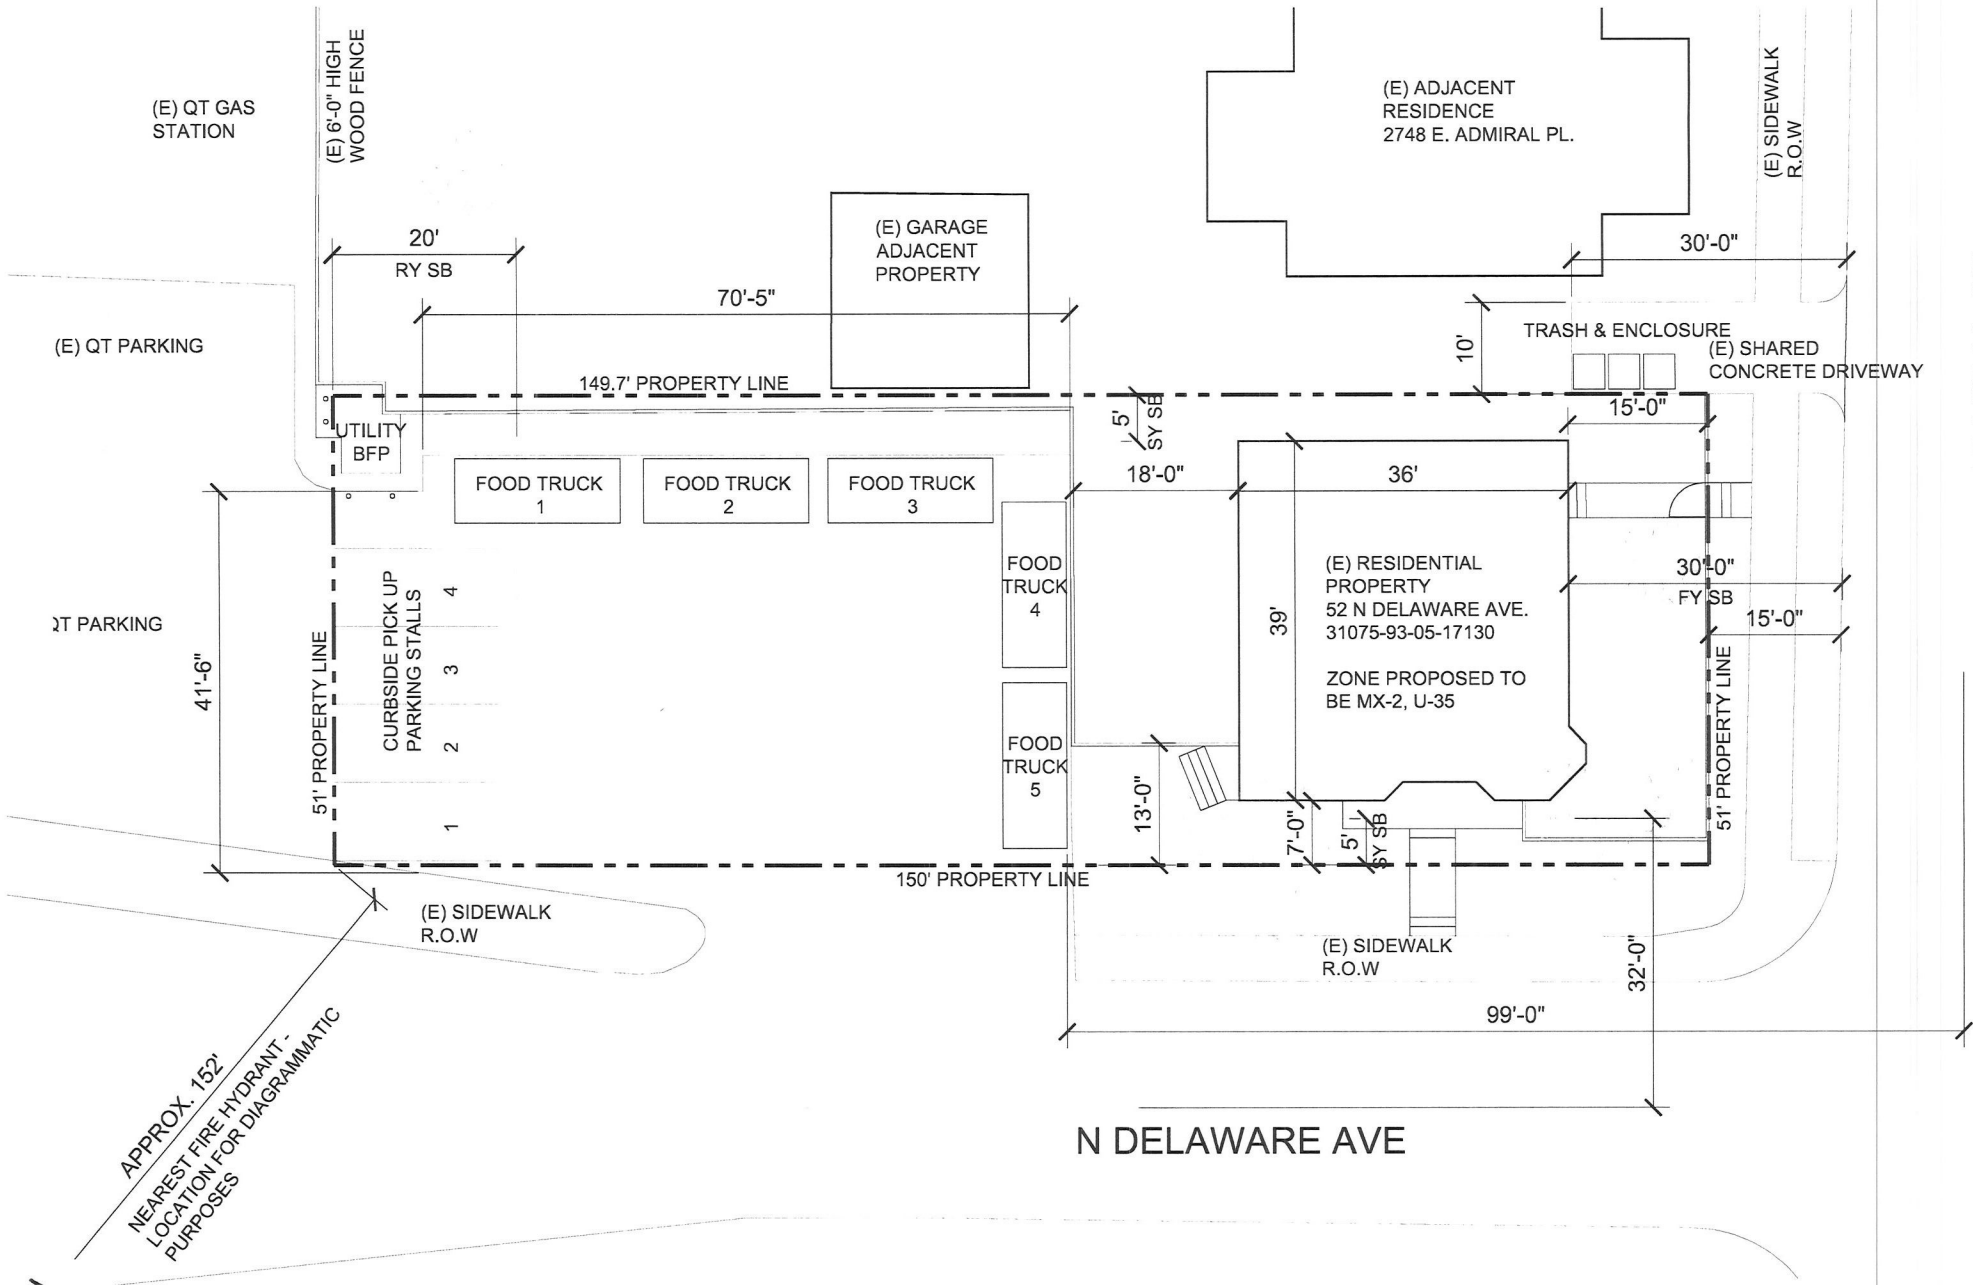 (E) QT GAS
STATION
(E) 6'-0" HIGH
WOOD FENCE
(E) ADJACENT
RESIDENCE
2748 E. ADMIRAL PL.
(E) SIDEWALK
R.O.W
(E) GARAGE
ADJACENT
PROPERTY
20'
RY SB
30'-0"
70'-5"
(E) QT PARKING
10'
TRASH & ENCLOSURE
(E) SHARED
CONCRETE DRIVEWAY
149.7' PROPERTY LINE
5'
SY SB
15'-0"
UTILITY
BFP
FOOD TRUCK
1
FOOD TRUCK
2
FOOD TRUCK
3
18'-0"
36'
FOOD
TRUCK
4
(E) RESIDENTIAL
PROPERTY
52 N DELAWARE AVE.
31075-93-05-17130
ZONE PROPOSED TO
BE MX-2, U-35
39'
30'-0"
FY SB
15'-0"
QT PARKING
41'-6"
51' PROPERTY LINE
CURBSIDE PICK UP
PARKING STALLS
4
3
2
1
FOOD
TRUCK
5
13'-0"
7'-0"
5'
SY SB
51' PROPERTY LINE
150' PROPERTY LINE
(E) SIDEWALK
R.O.W
(E) SIDEWALK
R.O.W
32'-0"
99'-0"
APPROX. 152'
NEAREST FIRE HYDRANT -
LOCATION FOR DIAGRAMMATIC
PURPOSES
N DELAWARE AVE